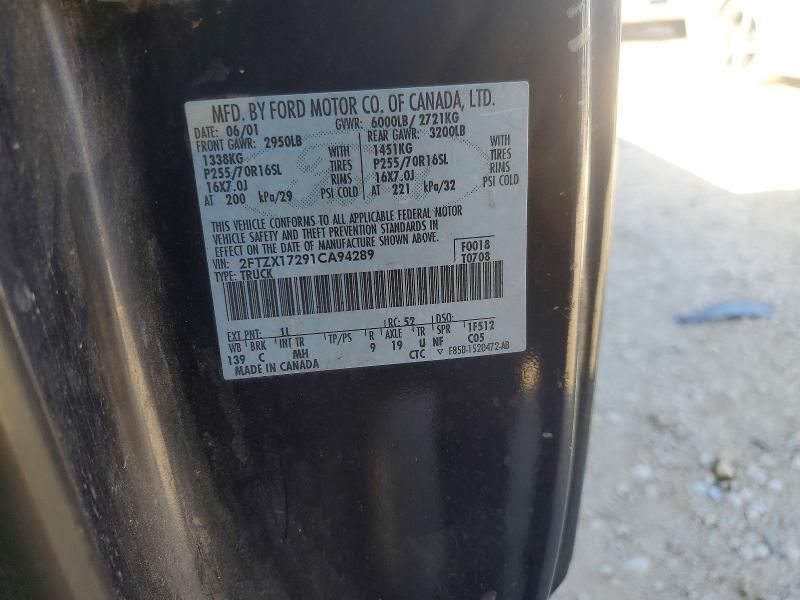 MFD. BY FORD MOTOR CO. OF CANADA, LTD.
DATE: 06/01 GVWR: 6000LB/ 2721KG
FRONT GAWR: 2950LB REAR GAWR: 3200LB
1338KG WITH 1451KG WITH
P255/70R16SL TIRES P255/70R16SL TIRES
16X7.0J RIMS 16X7.0J RIMS
AT 200 kPa/29 PSI COLD AT 221 kPa/32 PSI COLD
THIS VEHICLE CONFORMS TO ALL APPLICABLE FEDERAL MOTOR
VEHICLE SAFETY AND THEFT PREVENTION STANDARDS IN
EFFECT ON THE DATE OF MANUFACTURE SHOWN ABOVE.
VIN: 2FTZX17291CA94289 F0018
TYPE: TRUCK T0708
EXT PNT: 1L RC: 52 DSO:
WB BRK INT TR TP/PS R AXLE TR SPR 1F512
139 C MH 9 19 U NF C05
MADE IN CANADA CTC ▽ F85B-1520472-AB